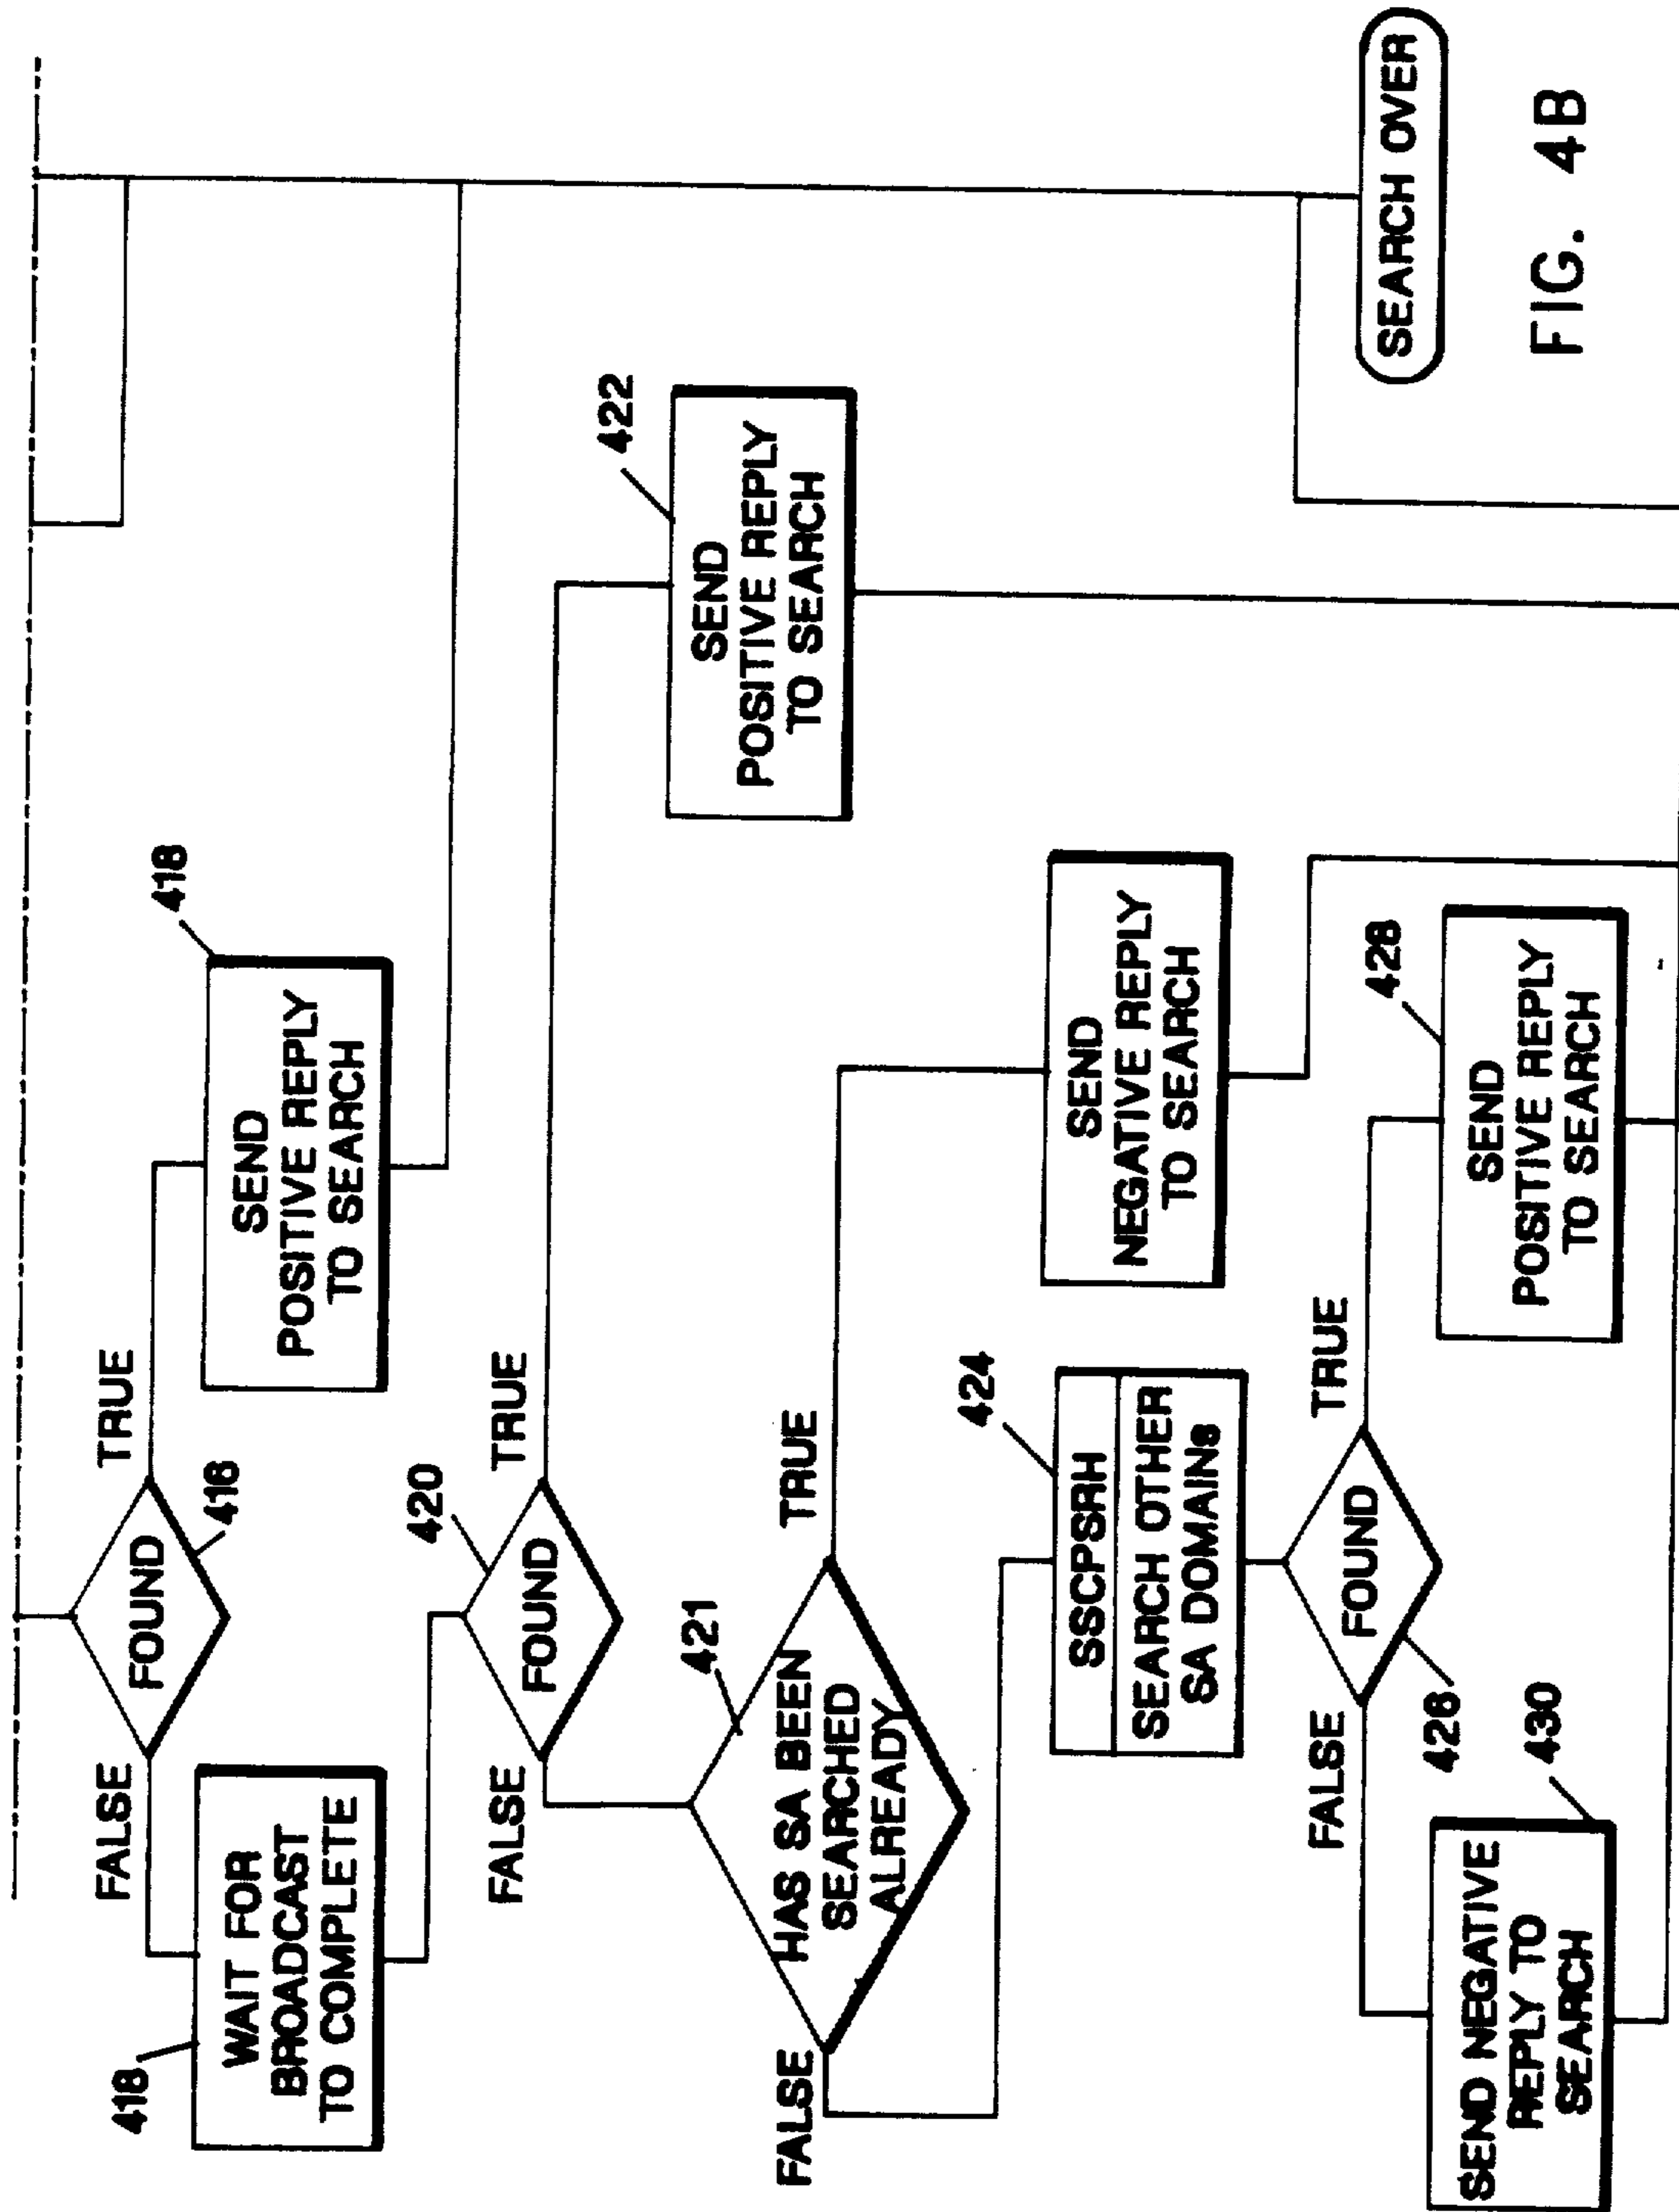 FALSE
TRUE
FOUND
416
418
WAIT FOR
BROADCAST
TO COMPLETE
418
SEND
POSITIVE REPLY
TO SEARCH
FALSE
TRUE
420
FOUND
422
SEND
POSITIVE REPLY
TO SEARCH
FALSE
TRUE
421
HAS SA BEEN
SEARCHED
ALREADY
424
SSCPSRH
SEARCH OTHER
SA DOMAINs
SEND
NEGATIVE REPLY
TO SEARCH
FALSE
TRUE
FOUND
426
430
SEND NEGATIVE
REPLY TO
SEARCH
428
SEND
POSITIVE REPLY
TO SEARCH
SEARCH OVER
FIG. 4B